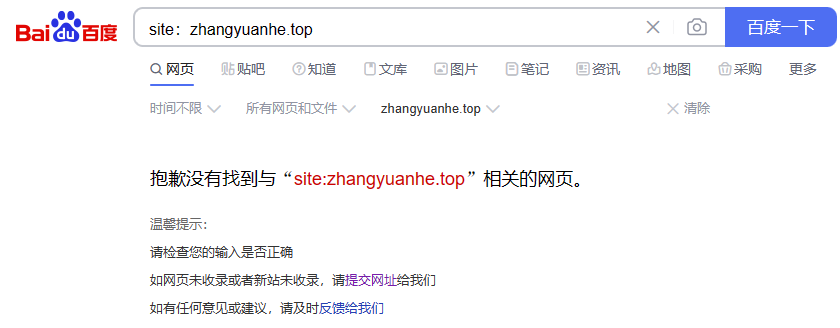 Bai du 百度 site：zhangyuanhe.top 百度一下
网页 贴 贴吧 知道 文库 图片 笔记 资讯 地图 采购 更多
时间不限 所有网页和文件 zhangyuanhe.top 清除
抱歉没有找到与“site:zhangyuanhe.top”相关的网页。
温馨提示：
请检查您的输入是否正确
如网页未收录或者新站未收录，请提交网址给我们
如有任何意见或建议，请及时反馈给我们